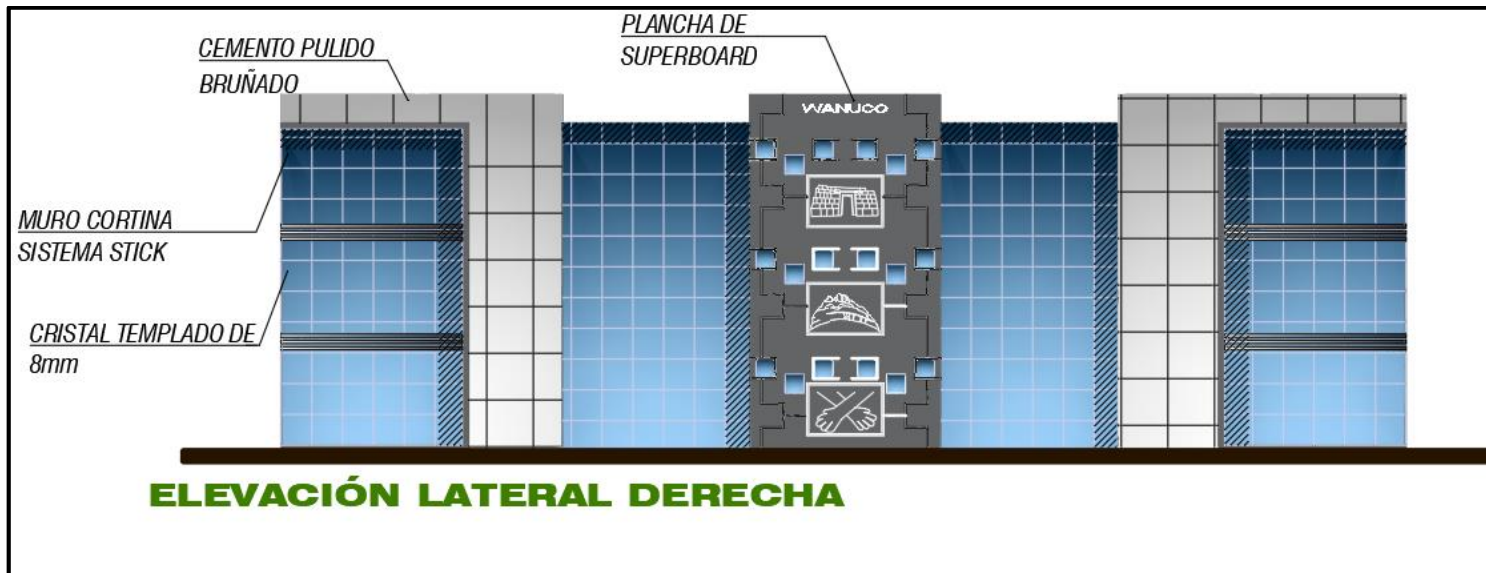 PLANCHA DE
SUPERBOARD
CEMENTO PULIDO
BRUÑADO
WANUCO
MURO CORTINA
SISTEMA STICK
CRISTAL TEMPLADO DE
8mm
ELEVACIÓN LATERAL DERECHA